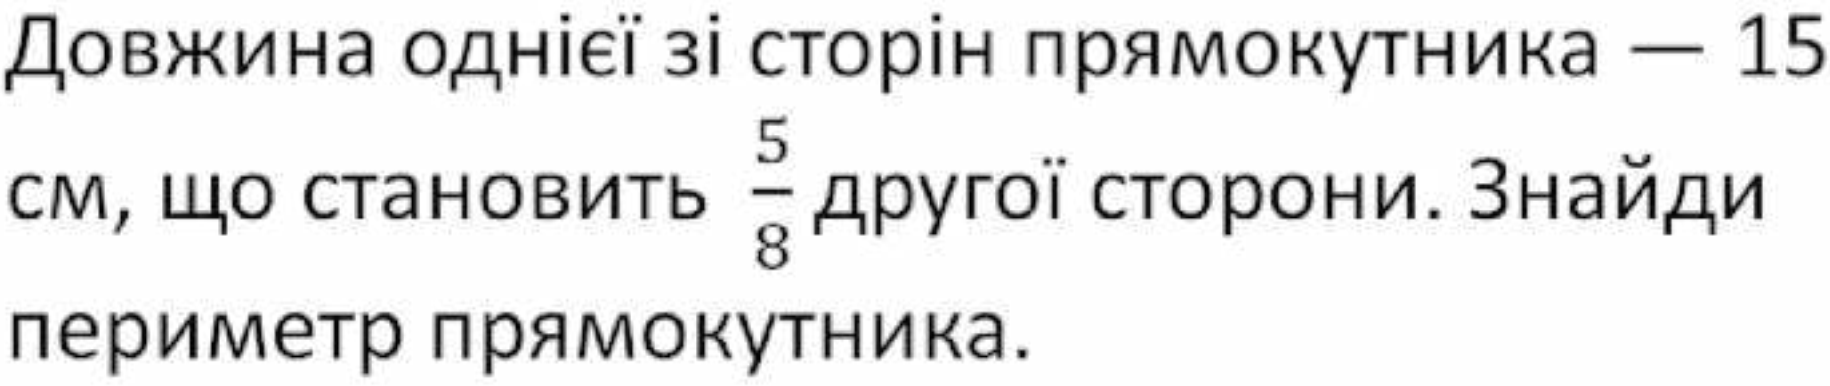 Довжина однієї зі сторін прямокутника — 15
см, що становить 5/8 другої сторони. Знайди
периметр прямокутника.